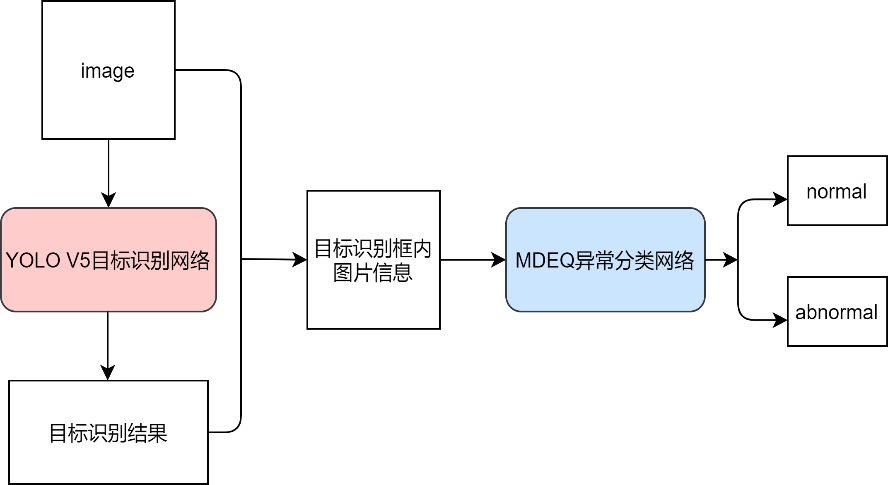 image
YOLO V5目标识别网络
目标识别结果
目标识别框内
图片信息
MDEQ异常分类网络
normal
abnormal